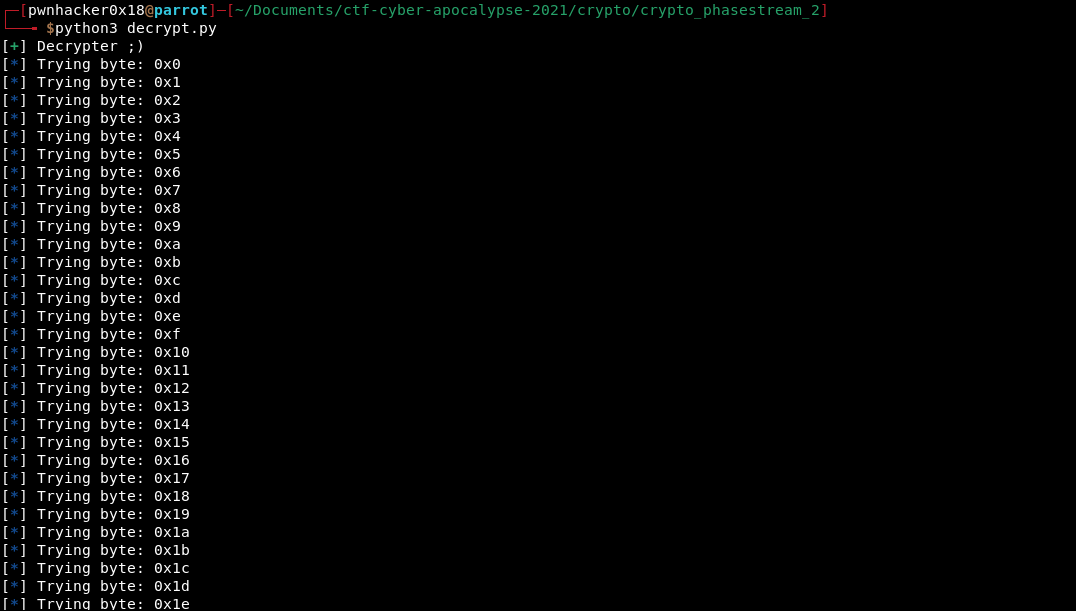 ┌─[pwnhacker0x18@parrot]─[~/Documents/ctf-cyber-apocalypse-2021/crypto/crypto_phasestream_2]
└──╼ $python3 decrypt.py
[+] Decrypter ;)
[*] Trying byte: 0x0
[*] Trying byte: 0x1
[*] Trying byte: 0x2
[*] Trying byte: 0x3
[*] Trying byte: 0x4
[*] Trying byte: 0x5
[*] Trying byte: 0x6
[*] Trying byte: 0x7
[*] Trying byte: 0x8
[*] Trying byte: 0x9
[*] Trying byte: 0xa
[*] Trying byte: 0xb
[*] Trying byte: 0xc
[*] Trying byte: 0xd
[*] Trying byte: 0xe
[*] Trying byte: 0xf
[*] Trying byte: 0x10
[*] Trying byte: 0x11
[*] Trying byte: 0x12
[*] Trying byte: 0x13
[*] Trying byte: 0x14
[*] Trying byte: 0x15
[*] Trying byte: 0x16
[*] Trying byte: 0x17
[*] Trying byte: 0x18
[*] Trying byte: 0x19
[*] Trying byte: 0x1a
[*] Trying byte: 0x1b
[*] Trying byte: 0x1c
[*] Trying byte: 0x1d
[*] Trying byte: 0x1e